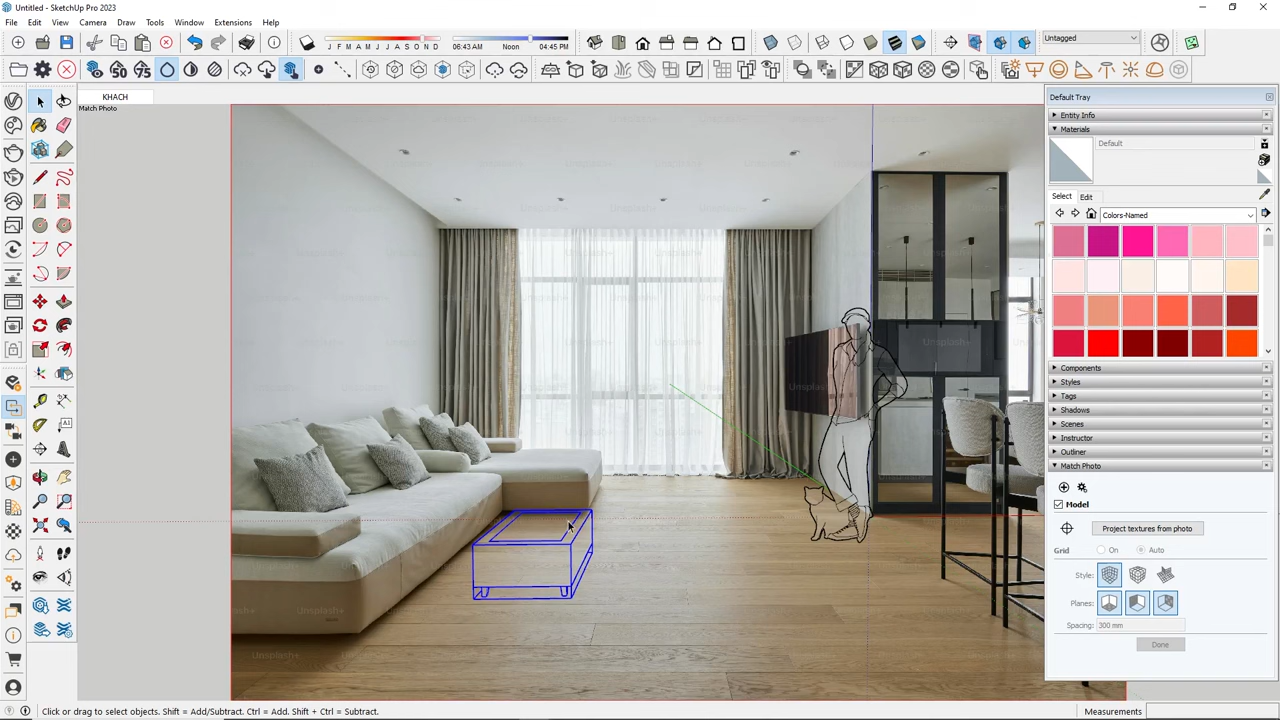 Untitled - SketchUp Pro 2023
File Edit View Camera Draw Tools Window Extensions Help
J F M A M J J A S O N D
06:43 AM Noon 04:45 PM
Untagged
50 75
KHACH
Match Photo
Default Tray
Entity Info
Materials
Default
Select Edit
Colors-Named
Components
Styles
Tags
Shadows
Scenes
Instructor
Outliner
Match Photo
Model
Project textures from photo
Grid On Auto
Style:
Planes:
Spacing: 300 mm
Done
Unsplash+
Click or drag to select objects. Shift = Add/Subtract. Ctrl = Add. Shift + Ctrl = Subtract.
Measurements